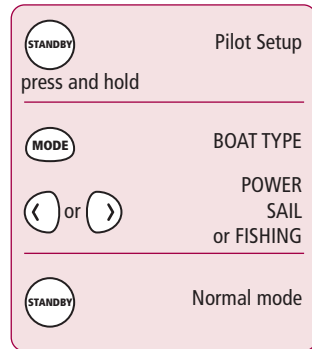 STANDBY Pilot Setup
press and hold
MODE BOAT TYPE
POWER
or SAIL
or FISHING
STANDBY Normal mode